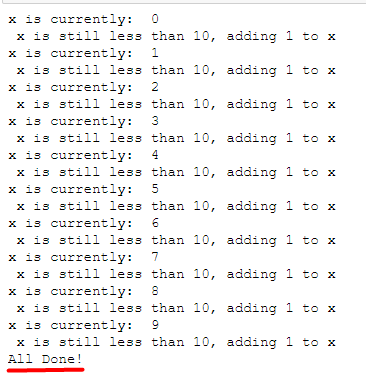 x is currently:  0
 x is still less than 10, adding 1 to x
x is currently:  1
 x is still less than 10, adding 1 to x
x is currently:  2
 x is still less than 10, adding 1 to x
x is currently:  3
 x is still less than 10, adding 1 to x
x is currently:  4
 x is still less than 10, adding 1 to x
x is currently:  5
 x is still less than 10, adding 1 to x
x is currently:  6
 x is still less than 10, adding 1 to x
x is currently:  7
 x is still less than 10, adding 1 to x
x is currently:  8
 x is still less than 10, adding 1 to x
x is currently:  9
 x is still less than 10, adding 1 to x
All Done!